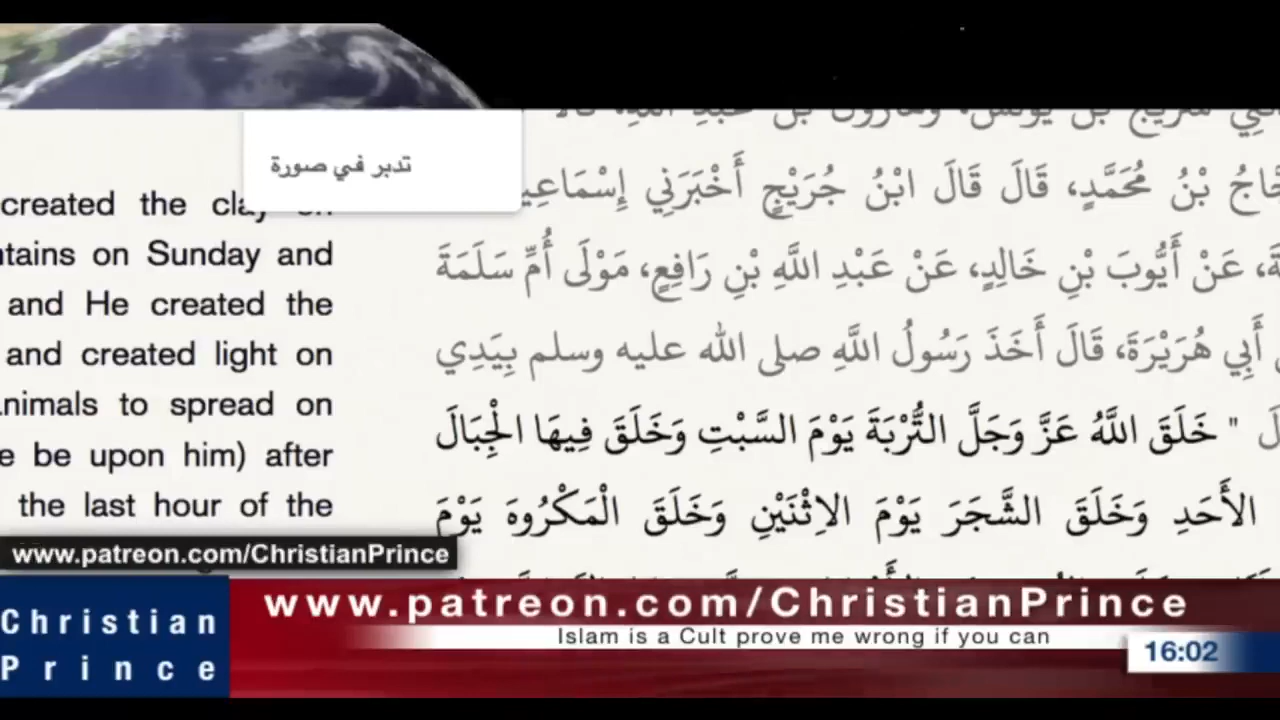 تدبر في صورة
created the clay on
tains on Sunday and
and He created the
and created light on
nimals to spread on
e be upon him) after
the last hour of the
بْنُ مُحَمَّدٍ، قَالَ قَالَ ابْنُ جُرَيْجٍ أَخْبَرَنِي
عَنْ أَيُّوبَ بْنِ خَالِدٍ، عَنْ عَبْدِ اللَّهِ بْنِ رَافِعٍ، مَوْلَى أُمِّ سَلَمَةَ
أَبِي هُرَيْرَةَ، قَالَ أَخَذَ رَسُولُ اللَّهِ صلى الله عليه وسلم بِيَدِي
" خَلَقَ اللَّهُ عَزَّ وَجَلَّ التُّرْبَةَ يَوْمَ السَّبْتِ وَخَلَقَ فِيهَا الْجِبَالَ
الأَحَدِ وَخَلَقَ الشَّجَرَ يَوْمَ الاِثْنَيْنِ وَخَلَقَ الْمَكْرُوهَ يَوْمَ
www.patreon.com/ChristianPrince
Christian
Prince
www.patreon.com/ChristianPrince
Islam is a Cult prove me wrong if you can
16:02